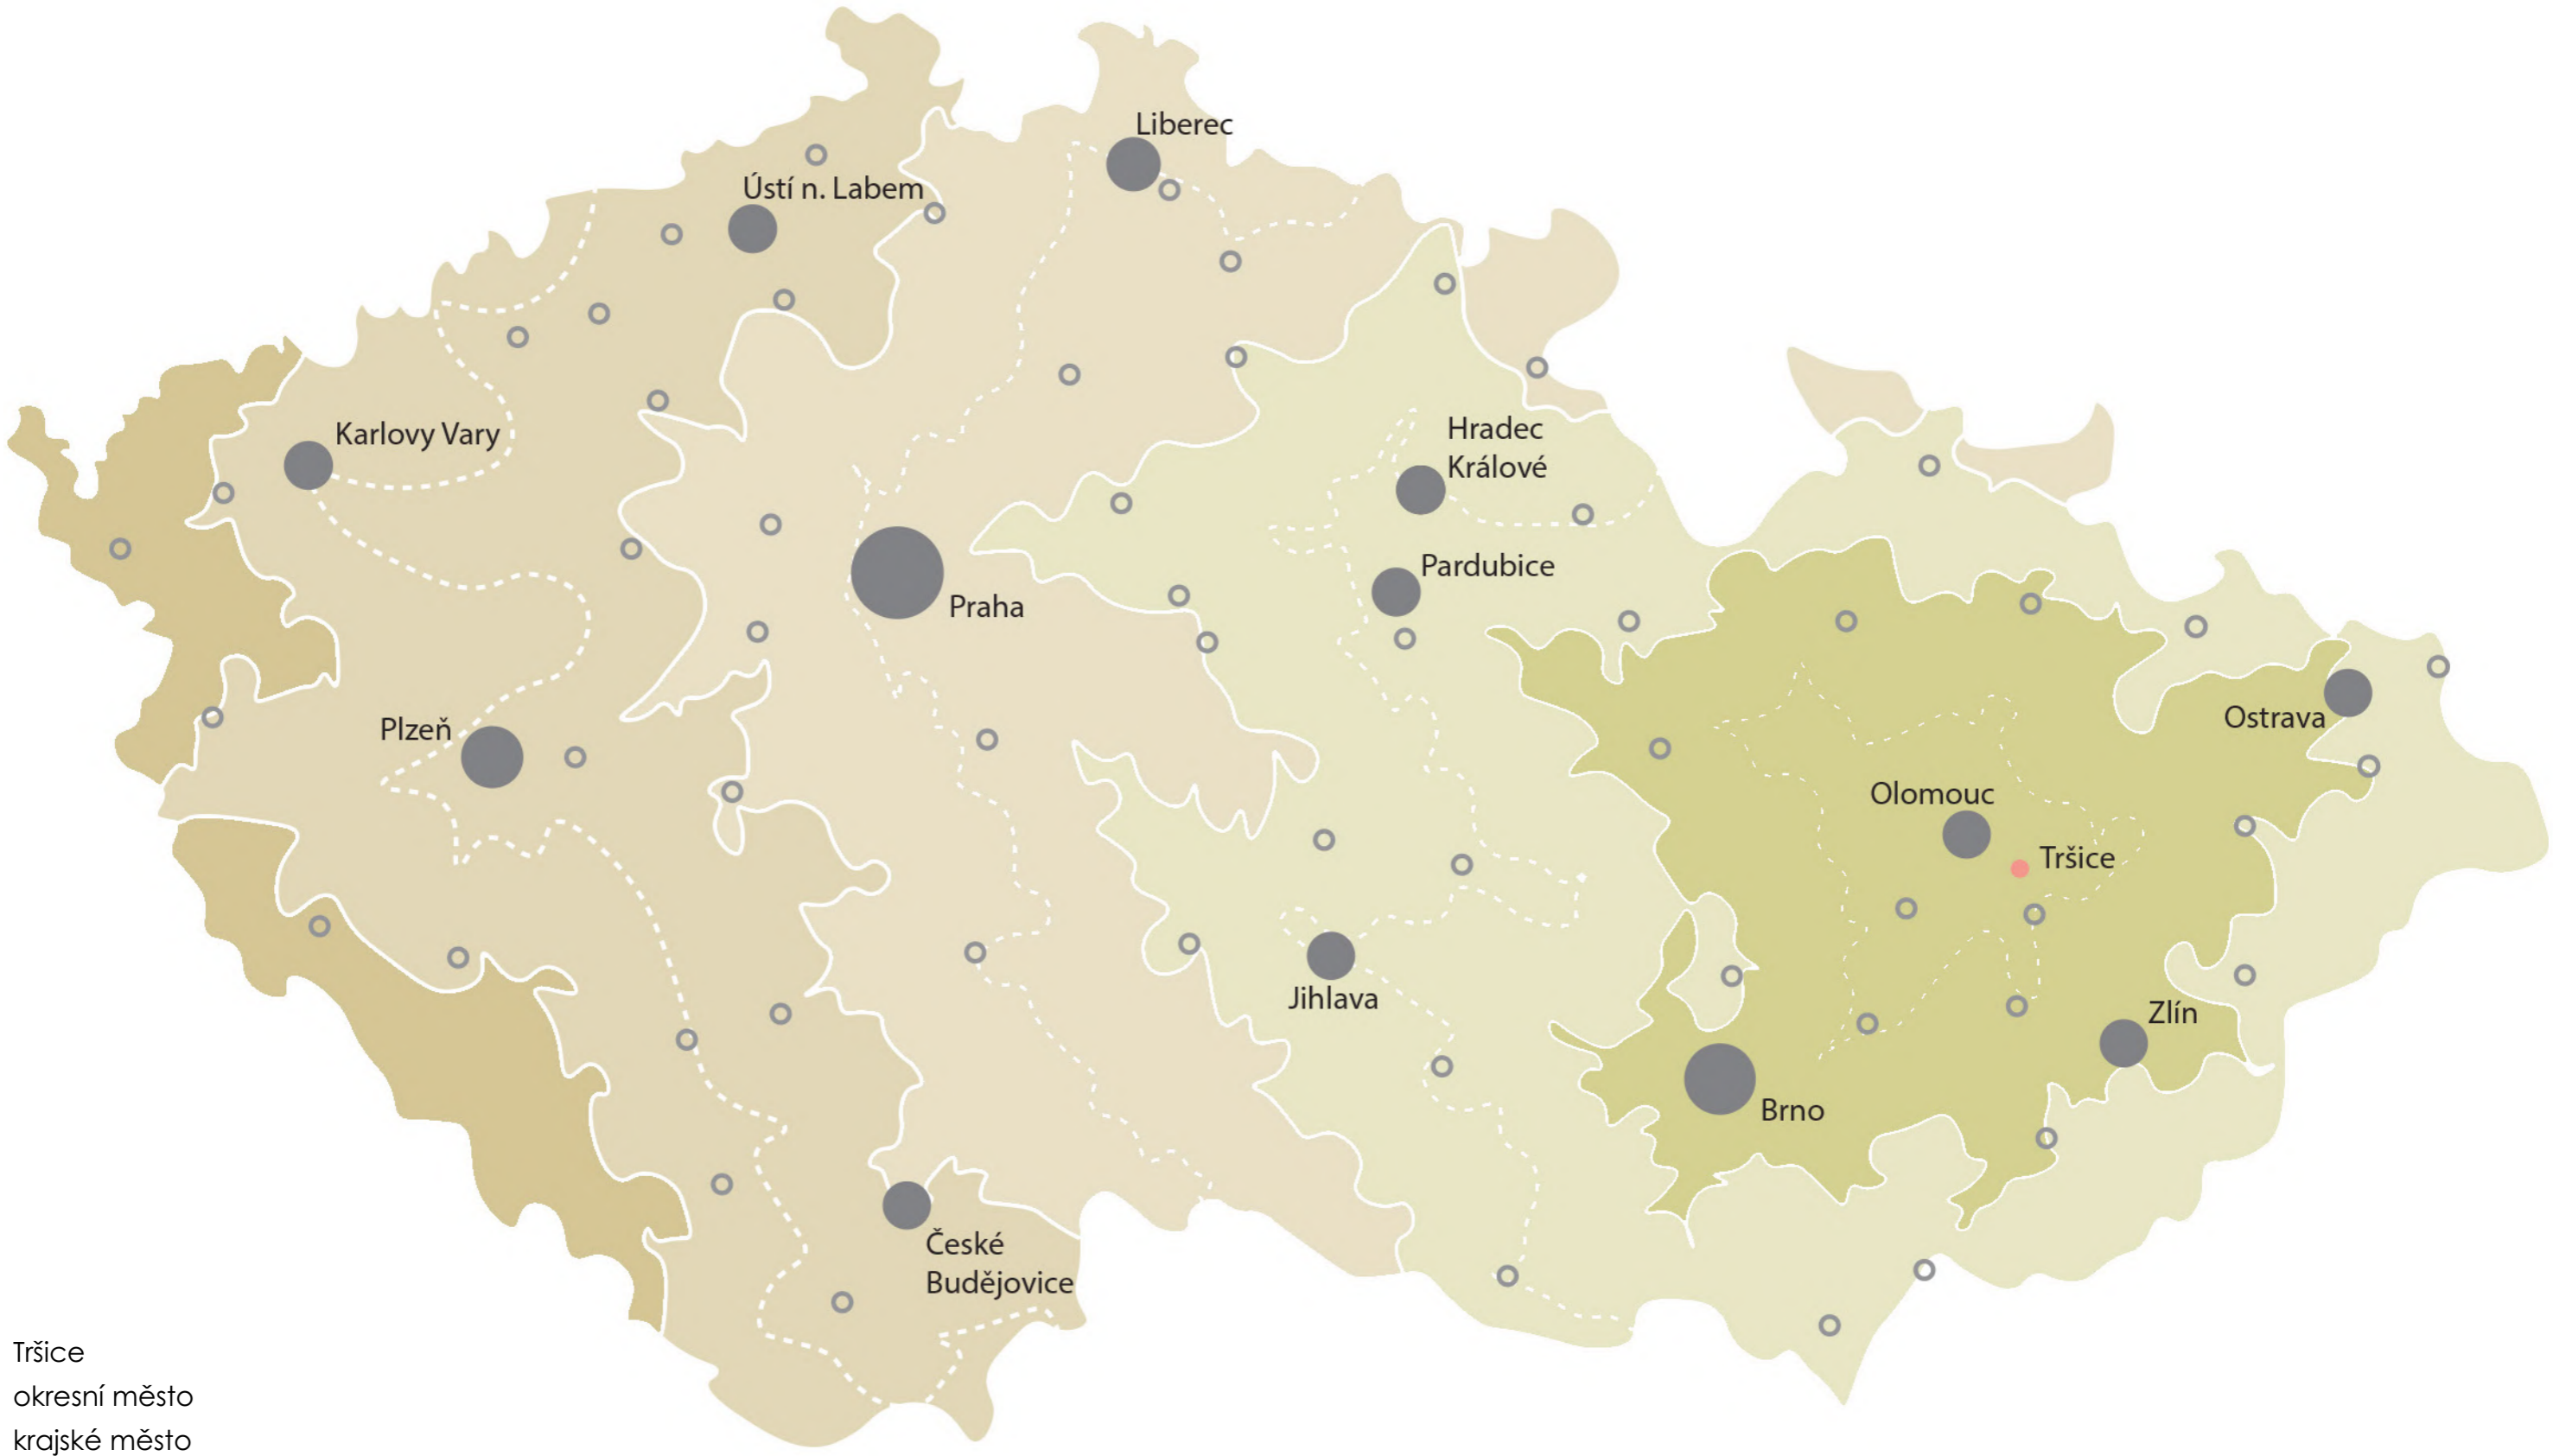 Liberec
Ústí n. Labem
Karlovy Vary
Hradec
Králové
Pardubice
Praha
Ostrava
Plzeň
Olomouc
Tršice
Jihlava
Zlín
Brno
České
Budějovice
Tršice
okresní město
krajské město